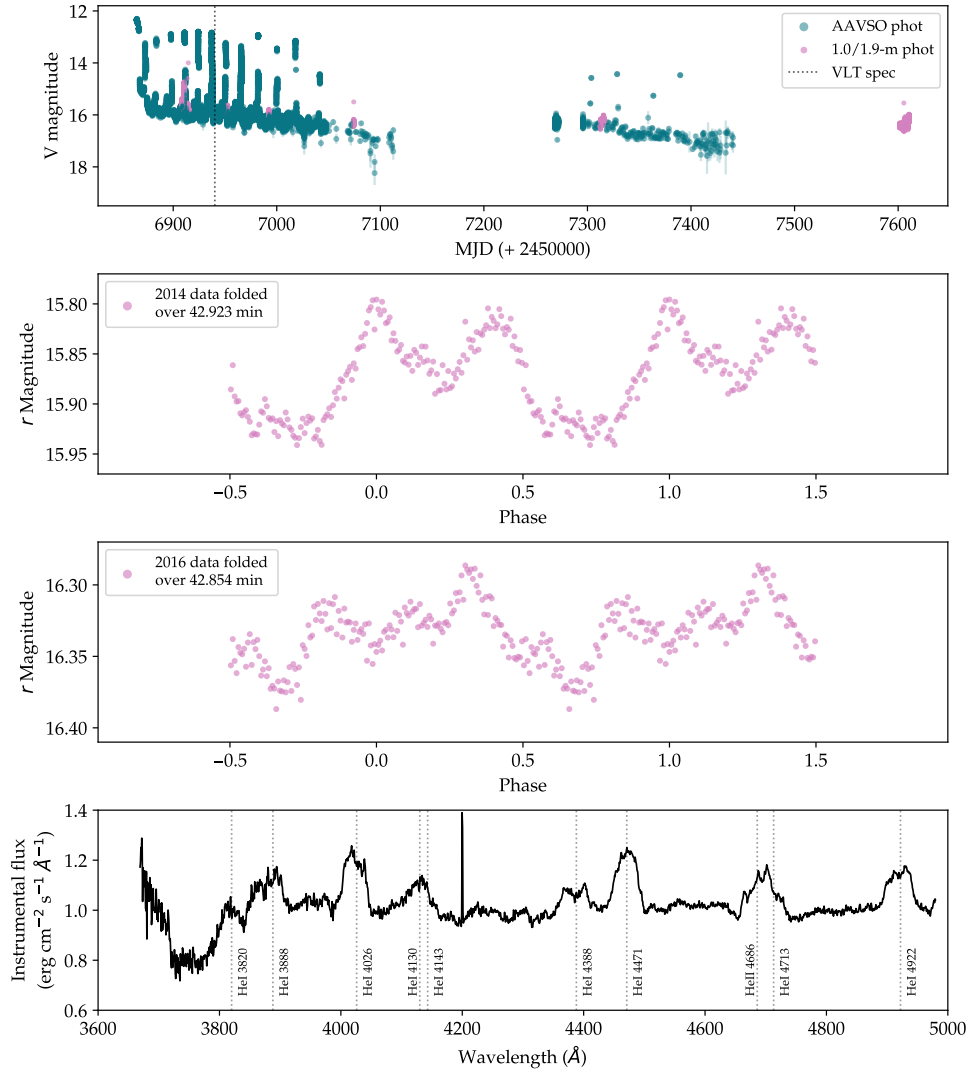 12
14
16
18
V magnitude
AAVSO phot
1.0/1.9-m phot
VLT spec
6900
7000
7100
7200
7300
7400
7500
7600
MJD (+ 2450000)
15.80
15.85
15.90
15.95
r Magnitude
2014 data folded
over 42.923 min
−0.5
0.0
0.5
1.0
1.5
Phase
16.30
16.35
16.40
r Magnitude
2016 data folded
over 42.854 min
−0.5
0.0
0.5
1.0
1.5
Phase
1.4
1.2
1.0
0.8
0.6
Instrumental flux
(erg cm⁻² s⁻¹ Å⁻¹)
HeI 3820
HeI 3888
HeI 4026
HeI 4130
HeI 4143
HeI 4388
HeI 4471
HeII 4686
HeI 4713
HeI 4922
3600
3800
4000
4200
4400
4600
4800
5000
Wavelength (Å)